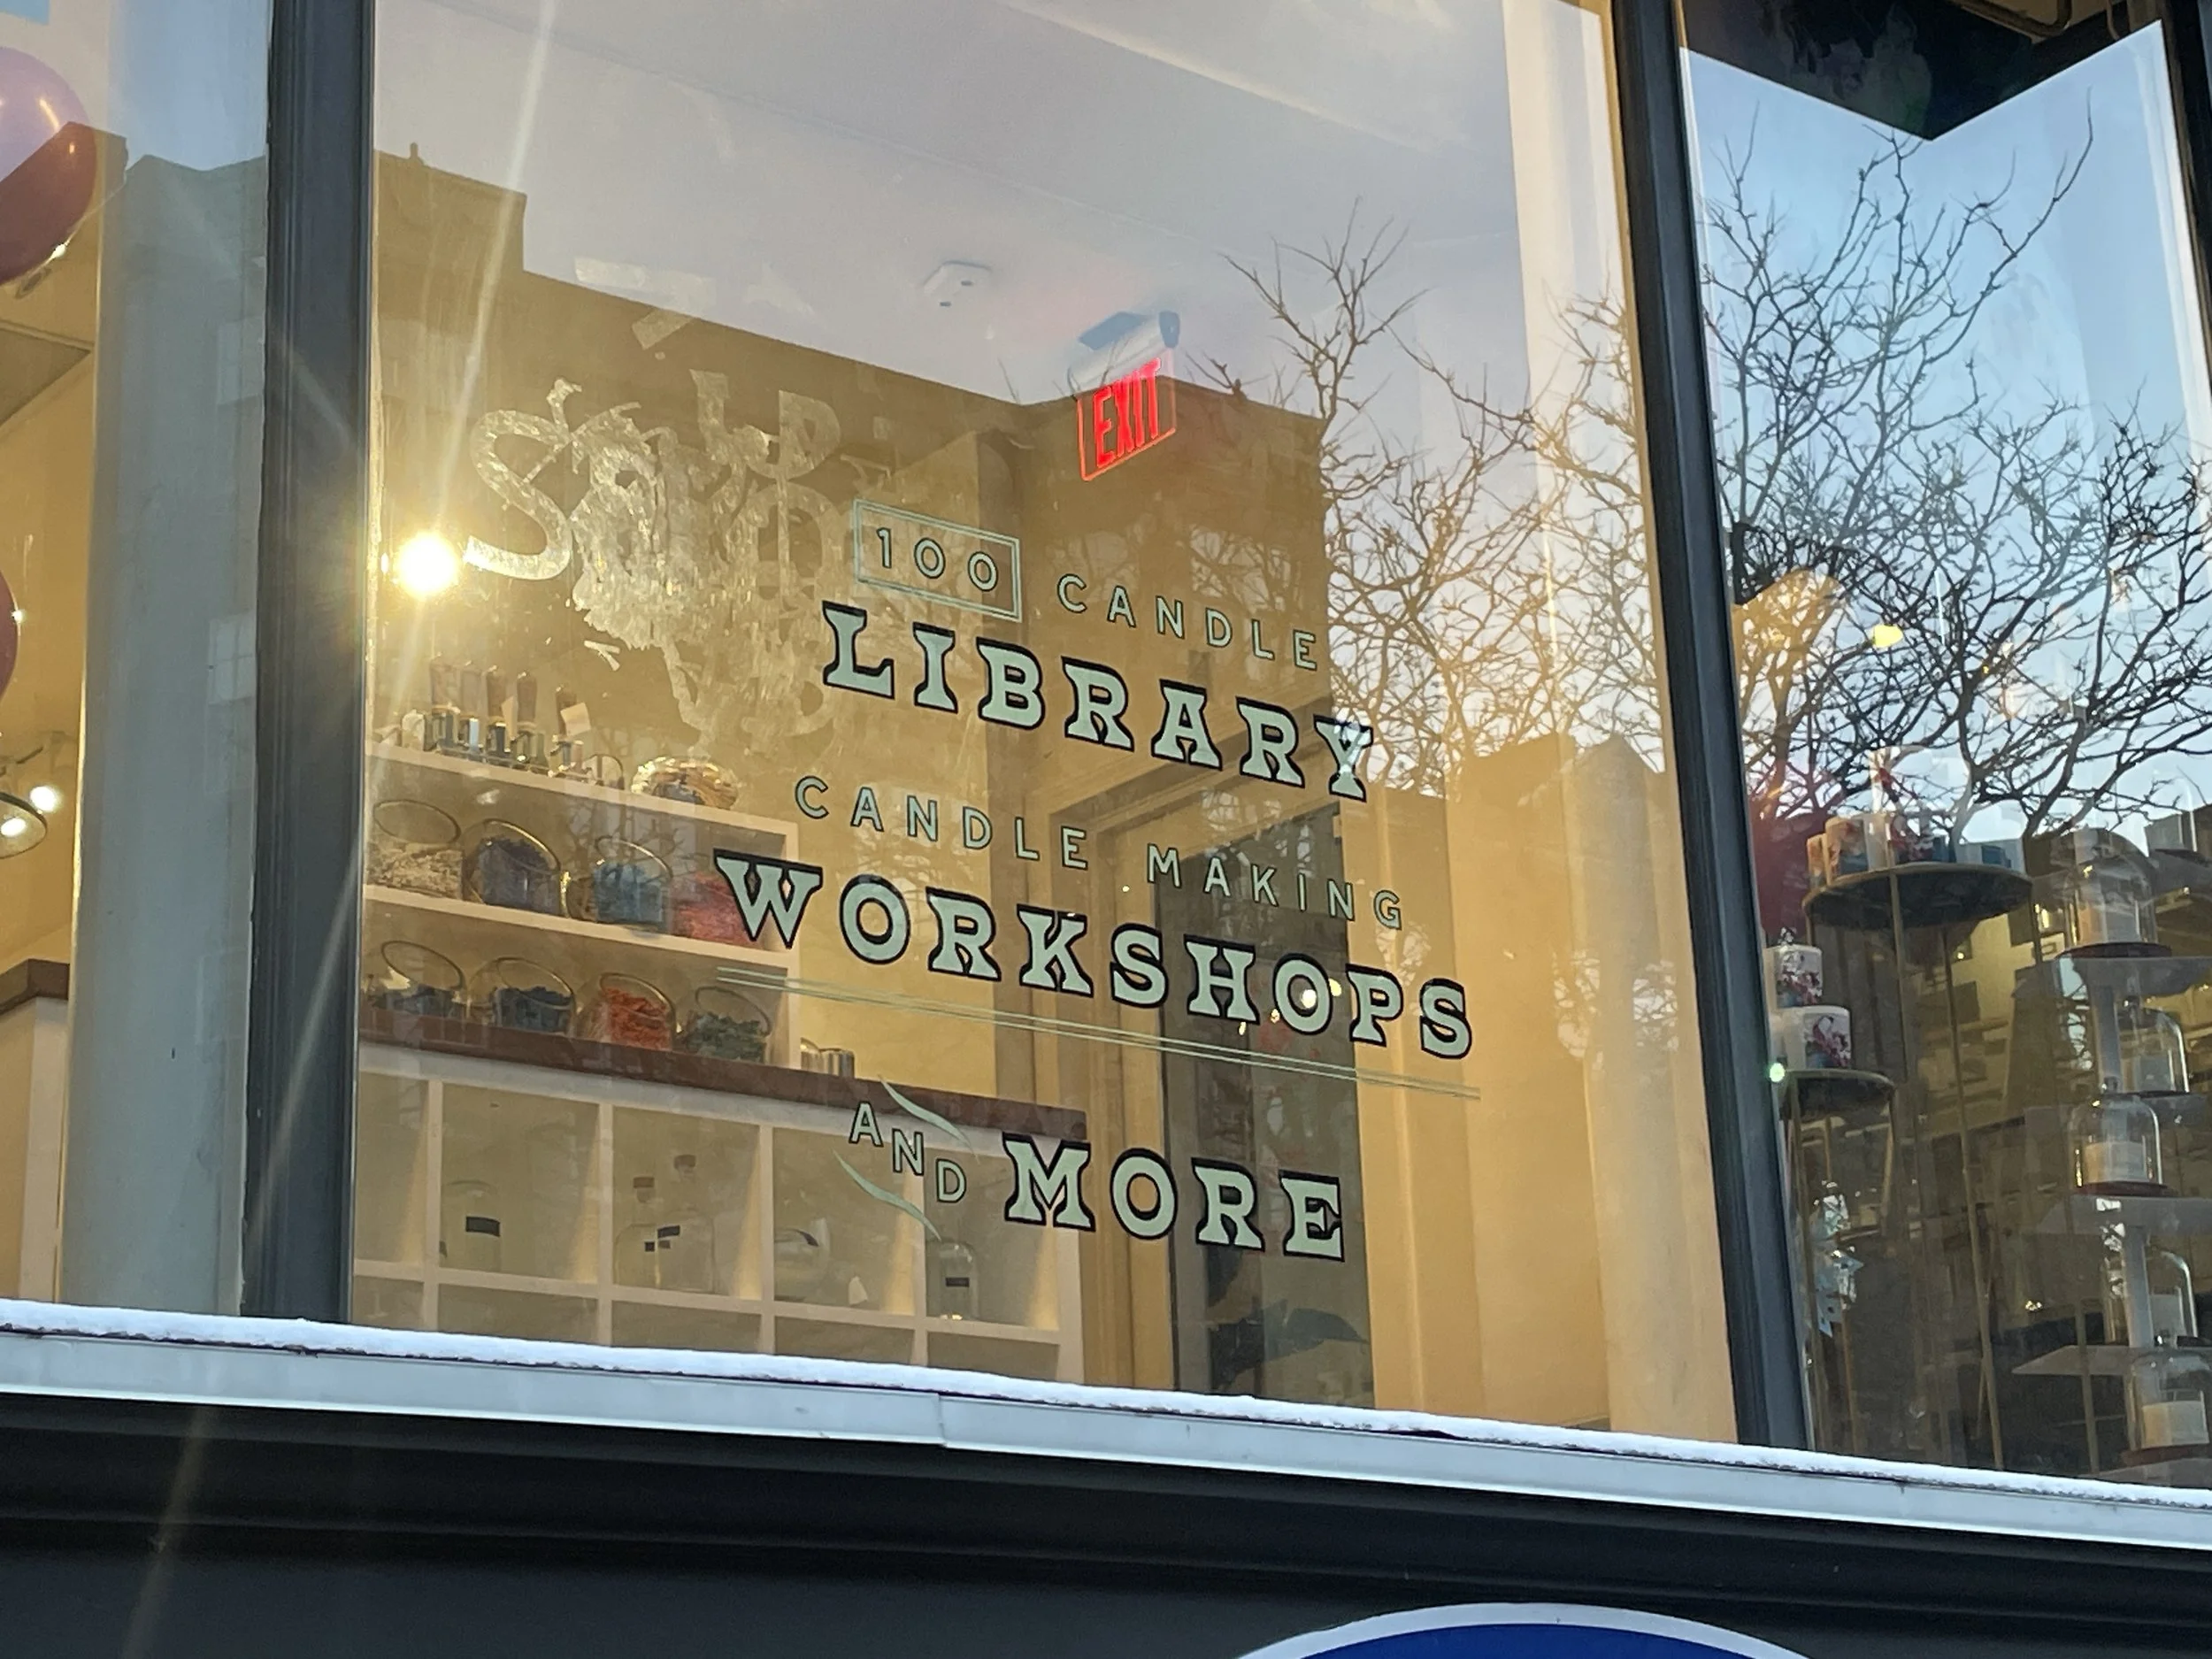 EXIT
100 CANDLE
LIBRARY
CANDLE MAKING
WORKSHOPS
AND MORE